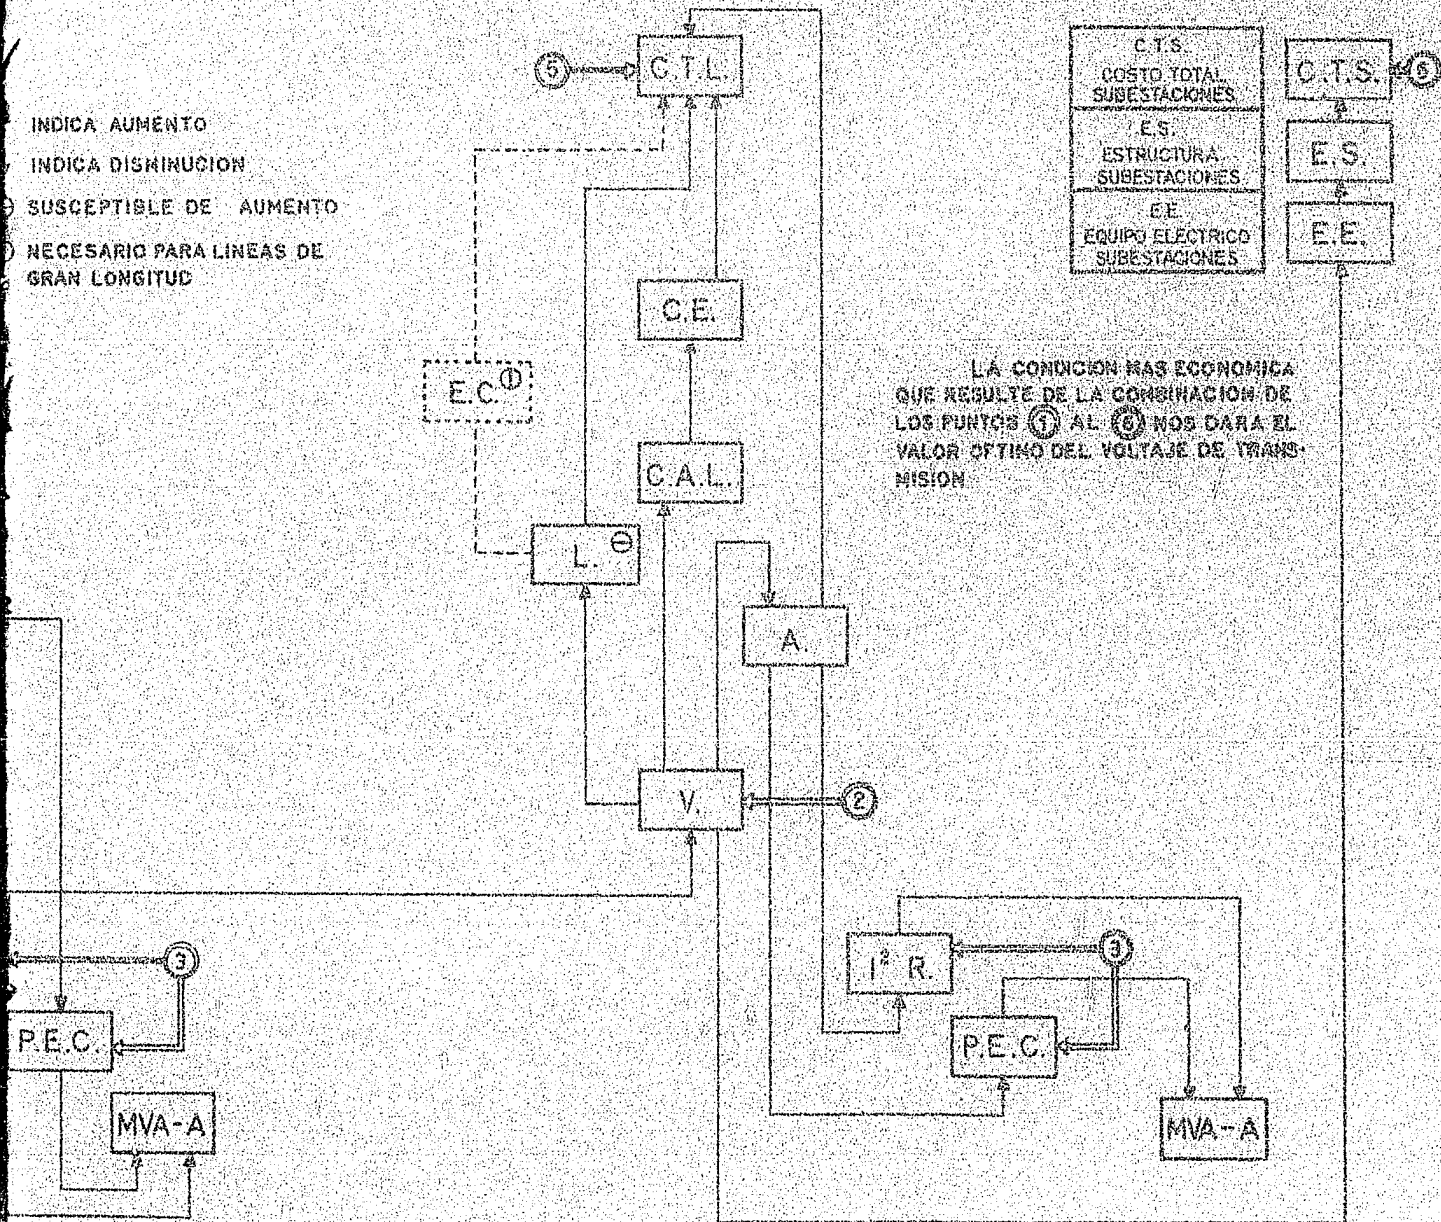 INDICA AUMENTO
INDICA DISMINUCION
SUSCEPTIBLE DE AUMENTO
NECESARIO PARA LINEAS DE
GRAN LONGITUD
5
C.T.L.
C.T.S.
COSTO TOTAL
SUBESTACIONES
E.S.
ESTRUCTURA
SUBESTACIONES
E.E.
EQUIPO ELECTRICO
SUBESTACIONES
C.T.S.
E.S.
E.E.
C.E.
E.C.
C.A.L.
L.
A.
V.
2
LA CONDICION MAS ECONOMICA
QUE RESULTE DE LA COMBINACION DE
LOS PUNTOS 1 AL 6 NOS DARA EL
VALOR OPTIMO DEL VOLTAJE DE TRANS-
MISION
3
P.E.C.
MVA-A
I² R.
3
P.E.C.
MVA-A